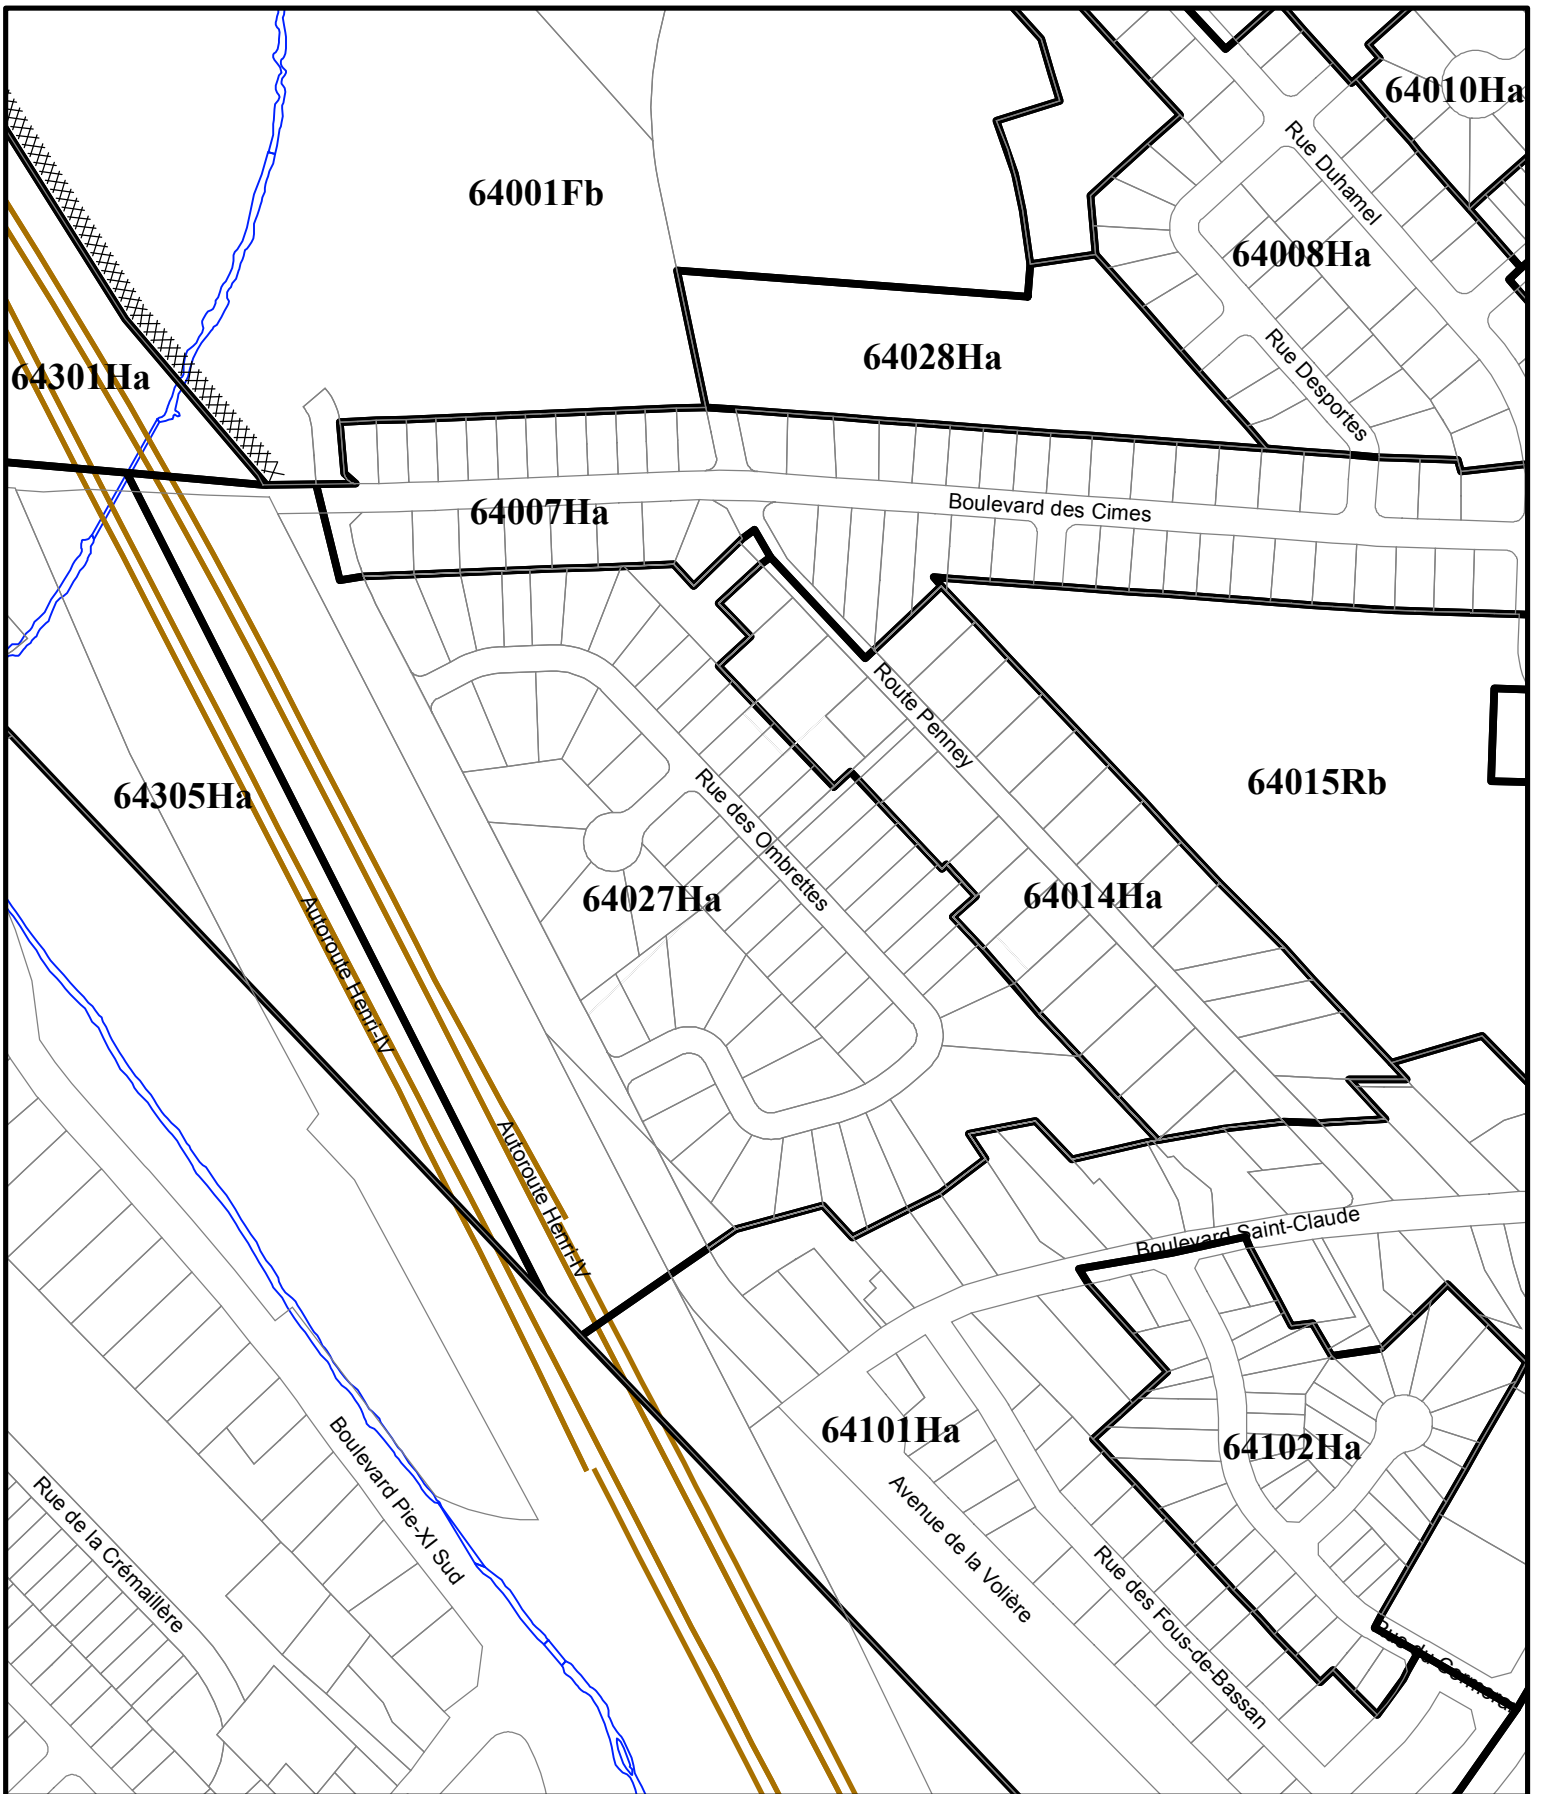 64010Ha
Rue Duhamel
64001Fb
64008Ha
64028Ha
Rue Desportes
64301Ha
Boulevard des Cimes
64007Ha
Route Penney
64015Rb
64305Ha
Rue des Ombrettes
64027Ha
64014Ha
Autoroute Henri-IV
Autoroute Henri-IV
Boulevard Saint-Claude
64101Ha
64102Ha
Boulevard Pie-XI Sud
Avenue de la Volière
Rue de la Crémaillère
Rue des Fous-de-Bassan
Rue du